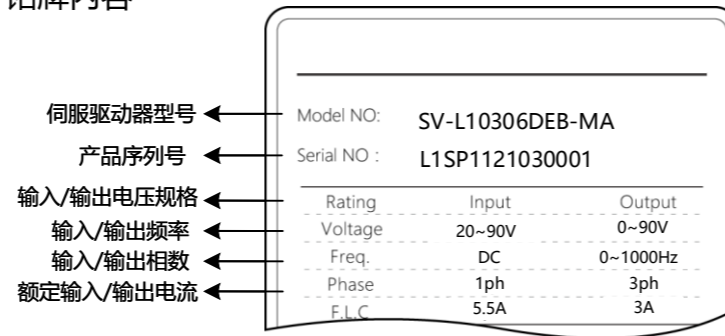 铭牌内容
伺服驱动器型号 Model NO: SV-L10306DEB-MA
产品序列号 Serial NO : L1SP1121030001
输入/输出电压规格 Rating Input Output
输入/输出频率 Voltage 20~90V 0~90V
输入/输出相数 Freq. DC 0~1000Hz
额定输入/输出电流 Phase 1ph 3ph
F.L.C 5.5A 3A